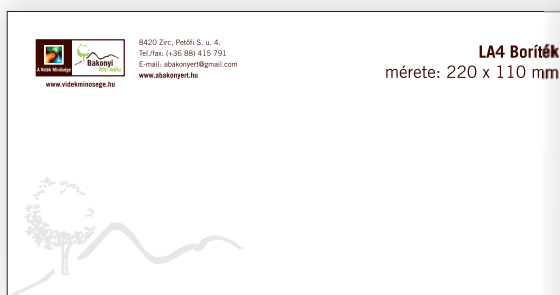 A Vidék Minősége
Bakonyi
www.videkminosege.hu
8420 Zirc, Petőfi S. u. 4.
Tel./fax: (+36 88) 415 791
E-mail: abakonyert@gmail.com
www.abakonyert.hu
LA4 Boríték
mérete: 220 x 110 mm